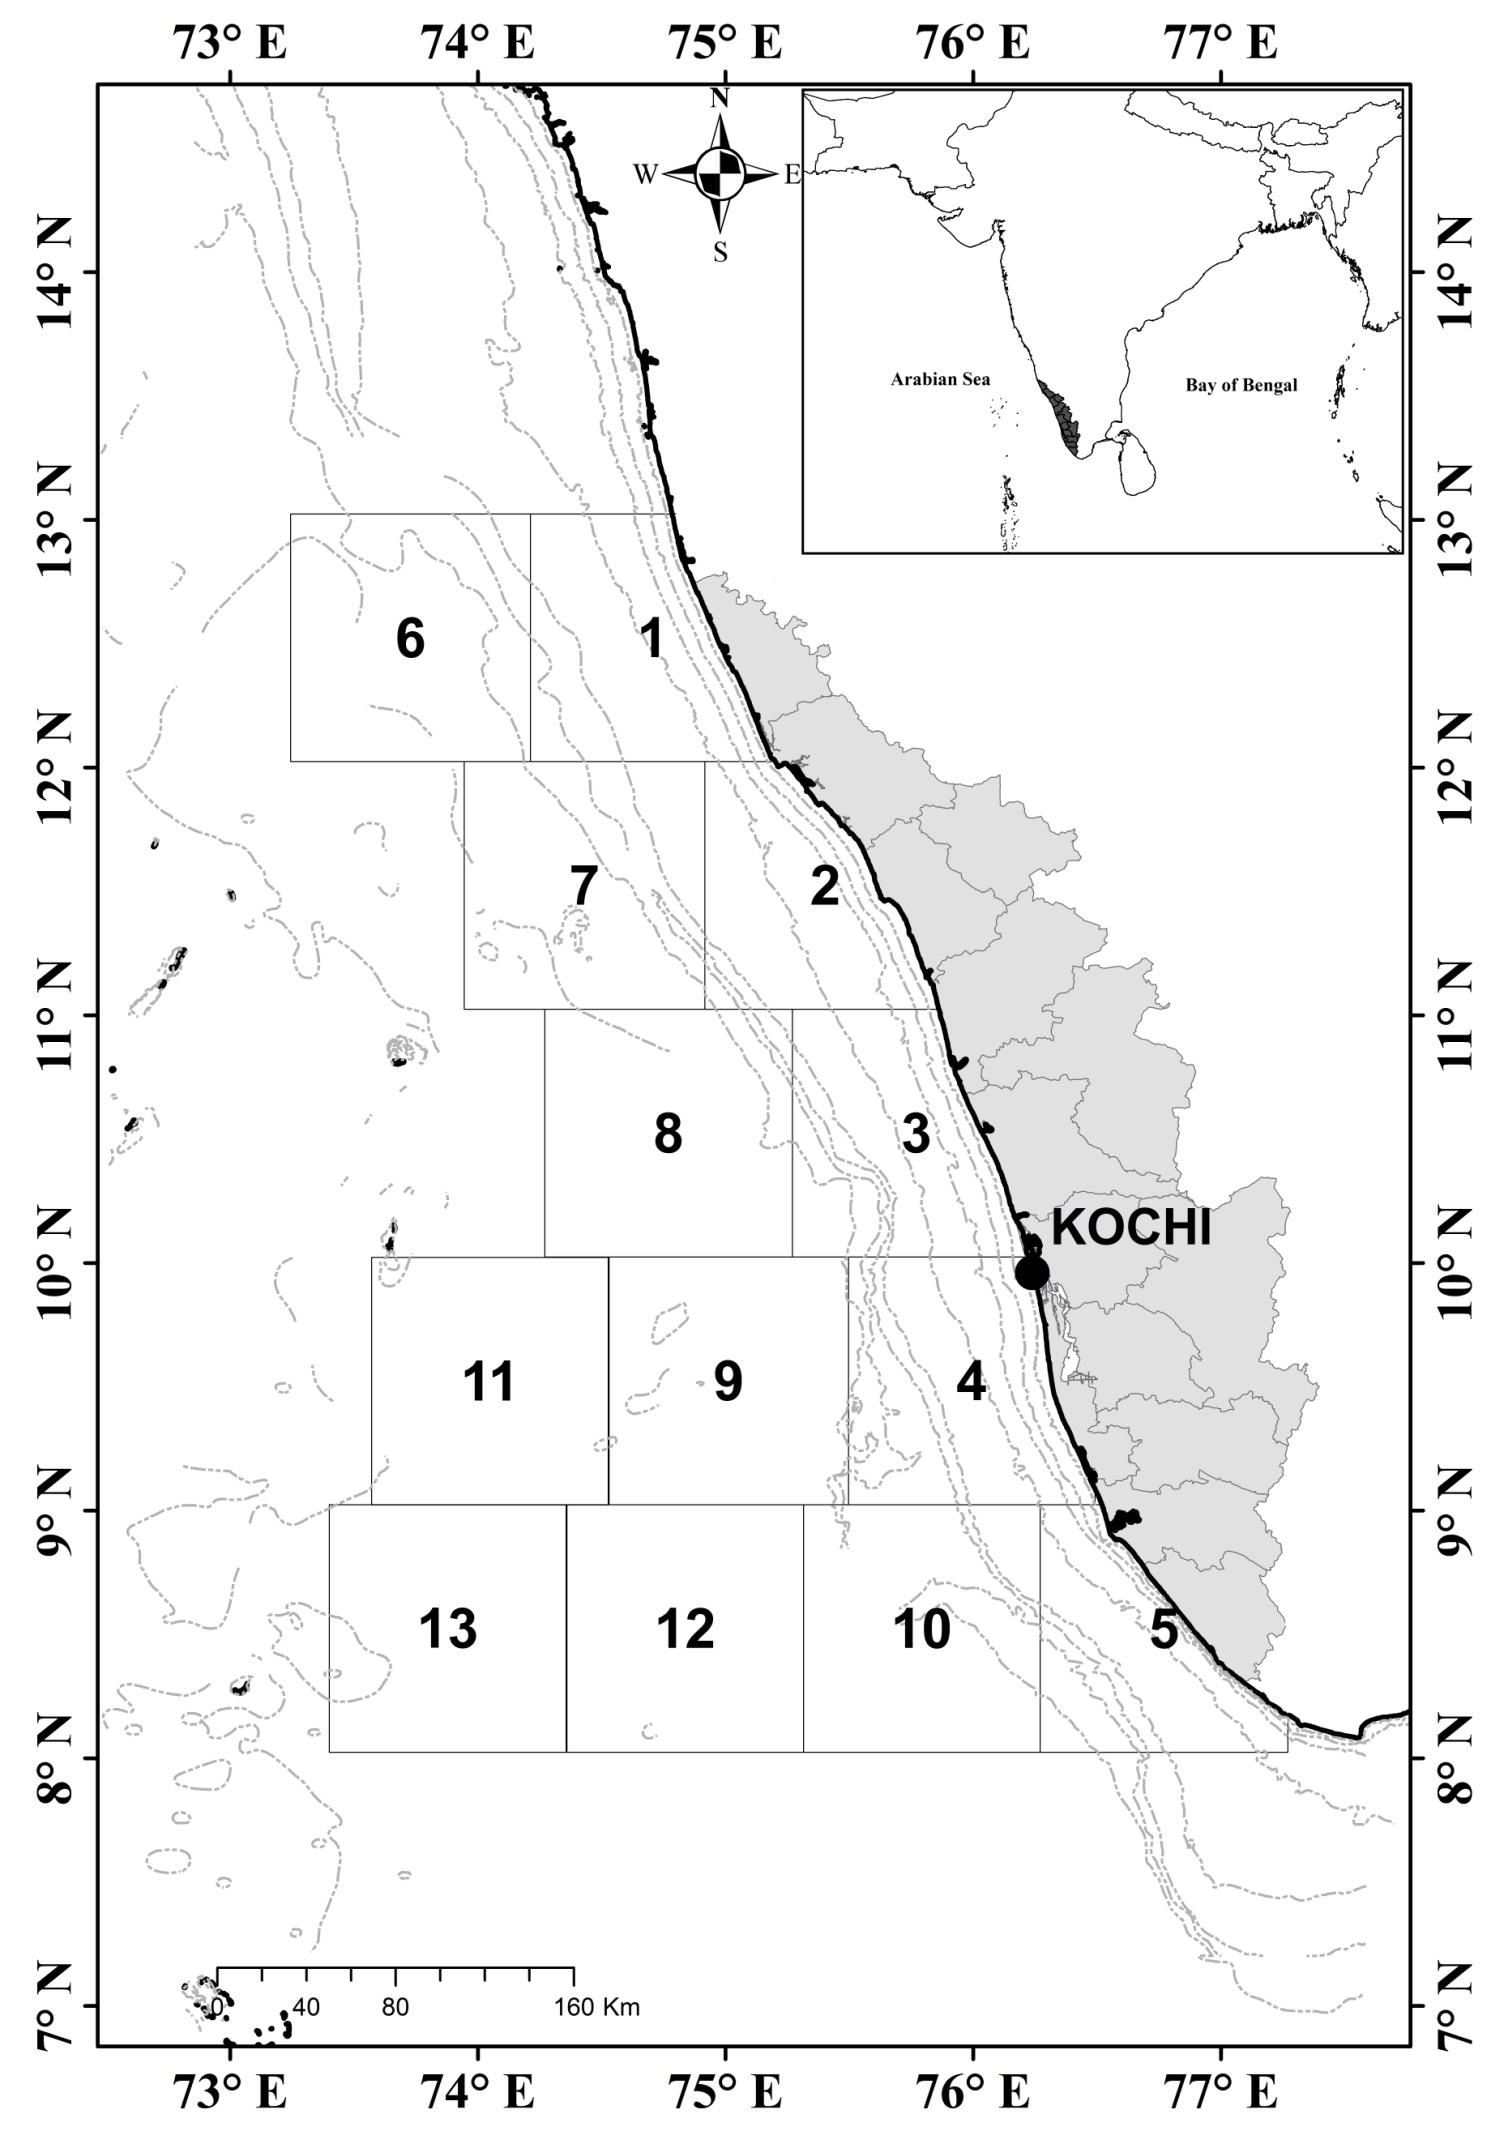 73° E 74° E 75° E 76° E 77° E
N
W E
S
14° N 14° N
Arabian Sea Bay of Bengal
13° N 13° N
6 1
12° N 12° N
7 2
11° N 11° N
8 3
KOCHI
10° N 10° N
11 9 4
9° N 9° N
13 12 10 5
8° N 8° N
0 40 80 160 Km
7° N 7° N
73° E 74° E 75° E 76° E 77° E